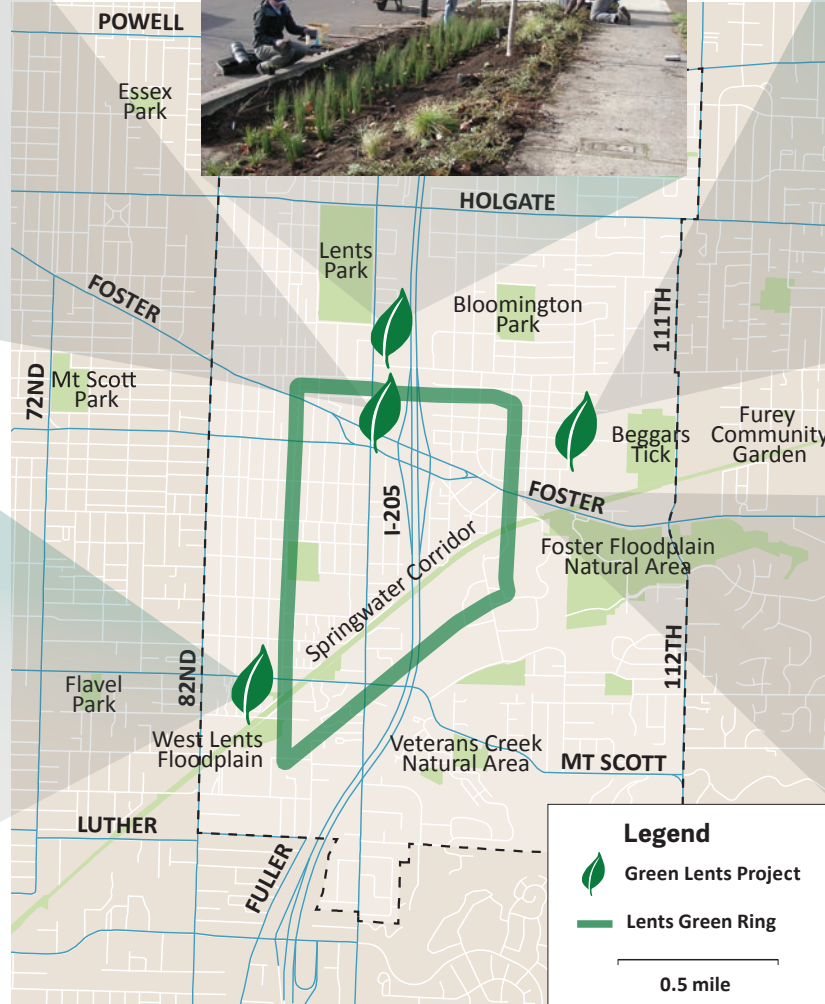 POWELL
Essex
Park
HOLGATE
Lents
Park
FOSTER
Bloomington
Park
111TH
72ND
Mt Scott
Park
Beggars
Tick
Furey
Community
Garden
I-205
FOSTER
Foster Floodplain
Natural Area
Springwater Corridor
82ND
112TH
Flavel
Park
West Lents
Floodplain
Veterans Creek
Natural Area
MT SCOTT
LUTHER
FULLER
Legend
Green Lents Project
Lents Green Ring
0.5 mile